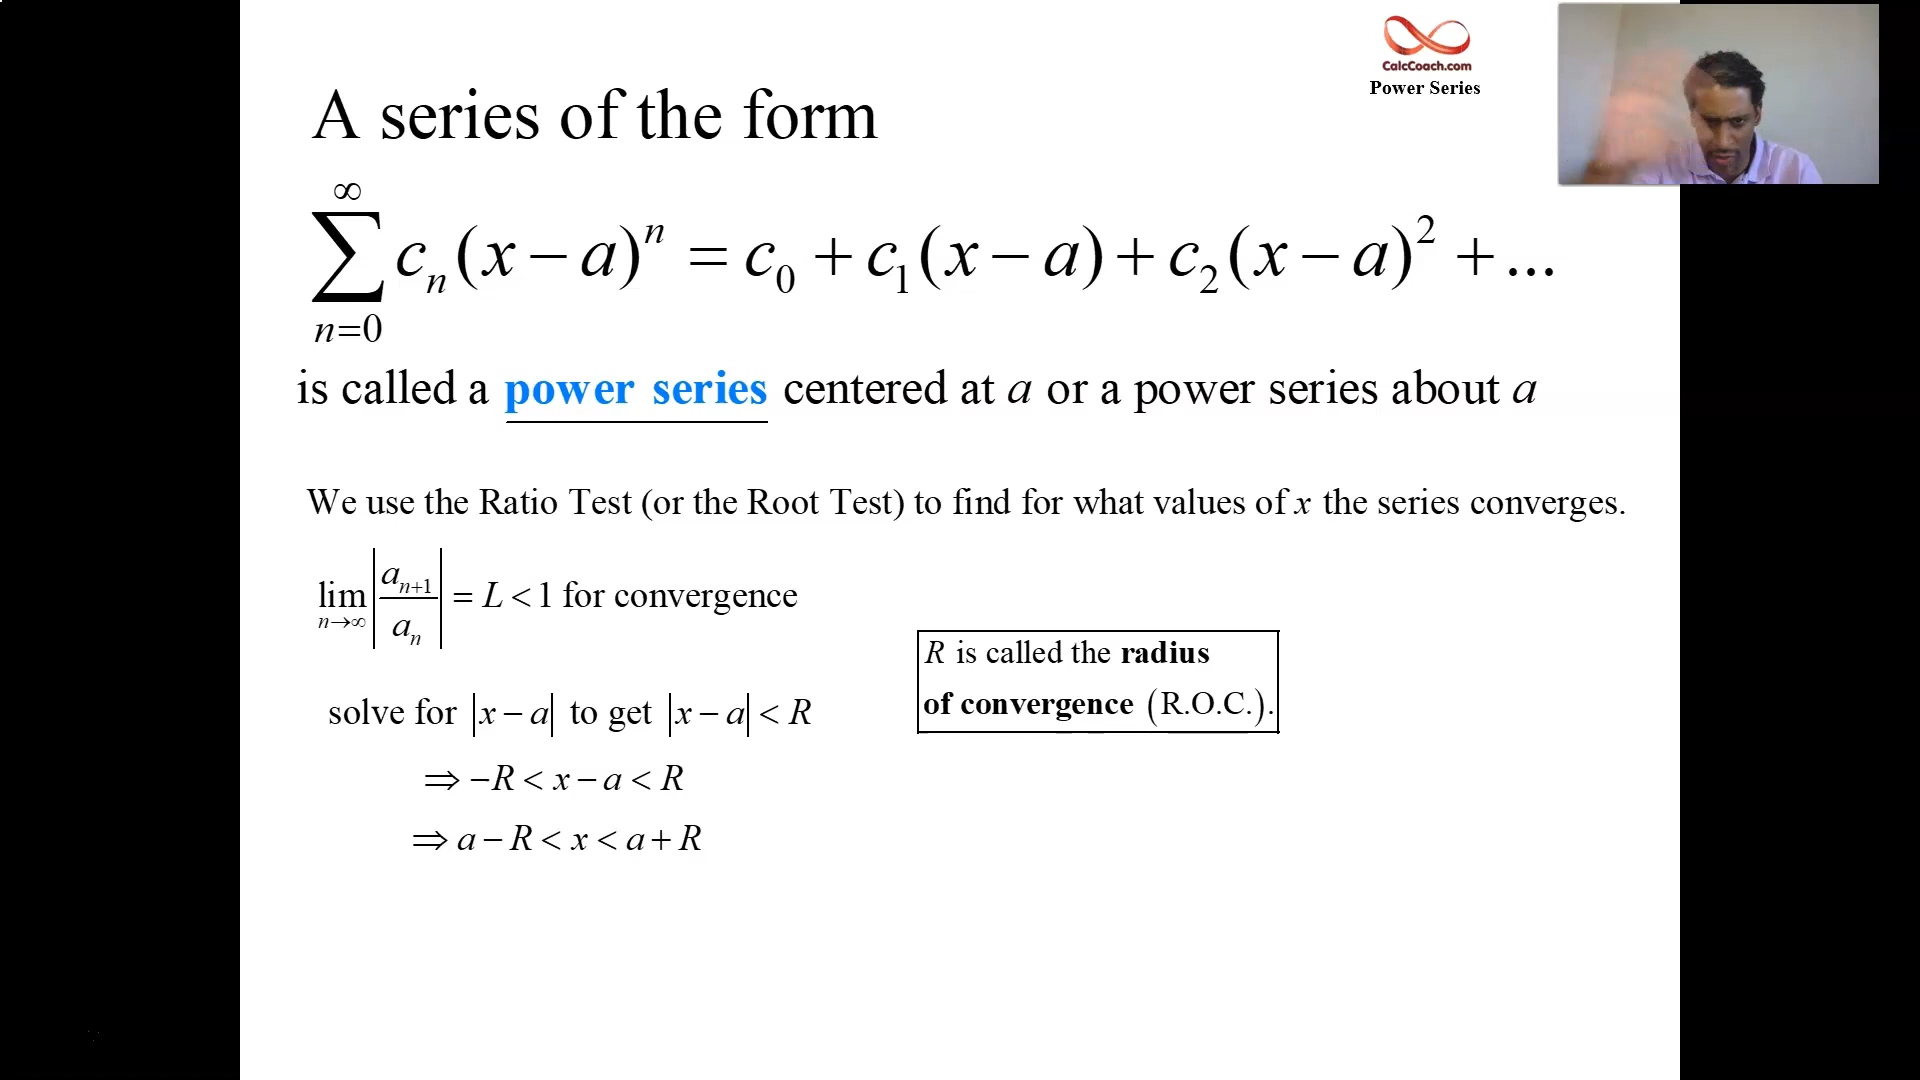 CalcCoach.com
Power Series
A series of the form
∞
∑ cₙ(x − a)ⁿ = c₀ + c₁(x − a) + c₂(x − a)² + ...
n=0
is called a power series centered at a or a power series about a
We use the Ratio Test (or the Root Test) to find for what values of x the series converges.
lim n→∞ |aₙ₊₁ / aₙ| = L < 1 for convergence
R is called the radius
of convergence (R.O.C.).
solve for |x − a| to get |x − a| < R
⇒ −R < x − a < R
⇒ a − R < x < a + R